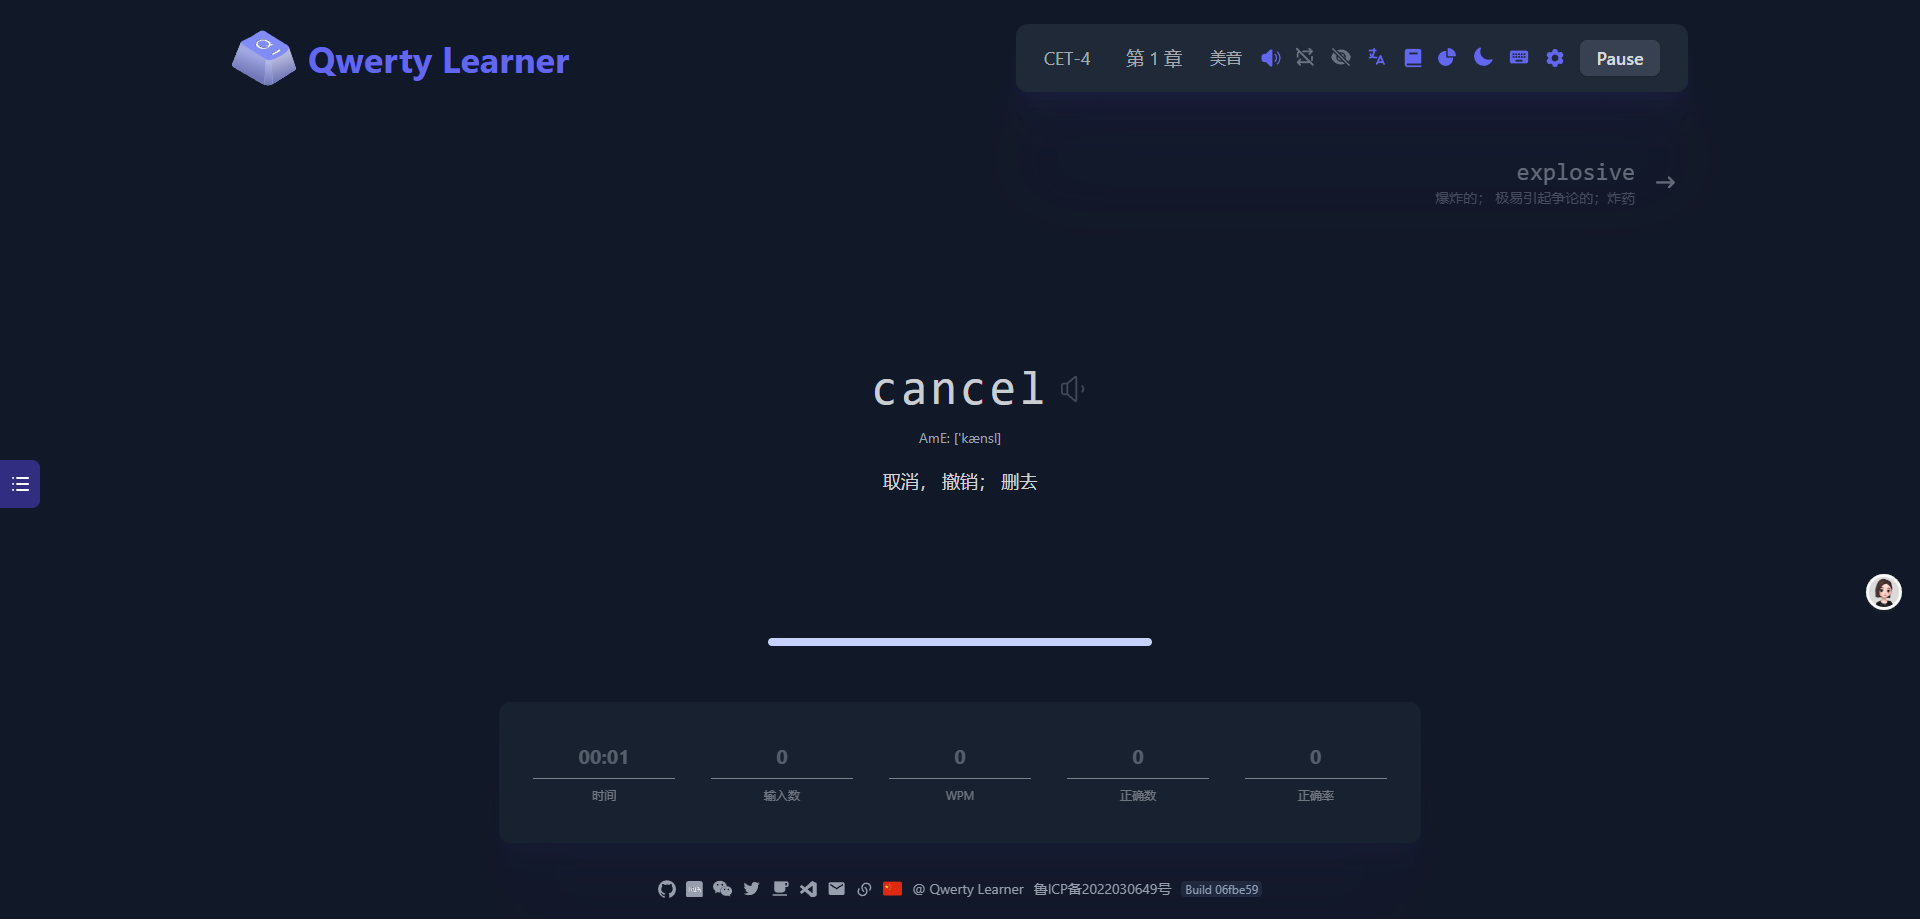 Qwerty Learner
CET-4 第 1 章 美音 Pause
explosive
爆炸的； 极易引起争论的；炸药
cancel
AmE: ['kænsl]
取消， 撤销； 删去
00:01 0 0 0 0
时间 输入数 WPM 正确数 正确率
@ Qwerty Learner 鲁ICP备2022030649号 Build 06fbe59